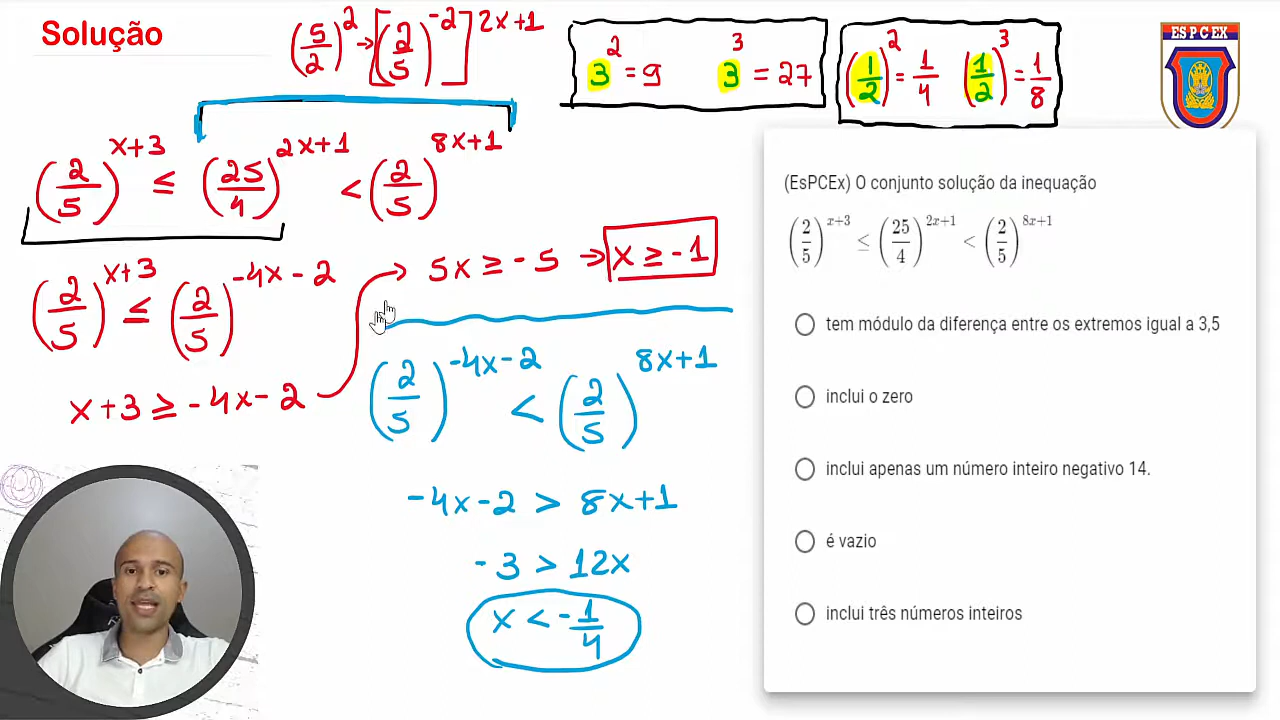 Solução
(5/2)^2 → [(2/5)^-2]^2x+1
3^2 = 9 3^3 = 27
(1/2)^2 = 1/4 (1/2)^3 = 1/8
ESPCEX
(2/5)^x+3 ≤ (25/4)^2x+1 < (2/5)^8x+1
(2/5)^x+3 ≤ (2/5)^-4x-2
x+3 ≥ -4x-2
5x ≥ -5 → x ≥ -1
(2/5)^-4x-2 < (2/5)^8x+1
-4x-2 > 8x+1
-3 > 12x
x < -1/4
(EsPCEx) O conjunto solução da inequação
(2/5)^x+3 ≤ (25/4)^2x+1 < (2/5)^8x+1
tem módulo da diferença entre os extremos igual a 3,5
inclui o zero
inclui apenas um número inteiro negativo 14.
é vazio
inclui três números inteiros